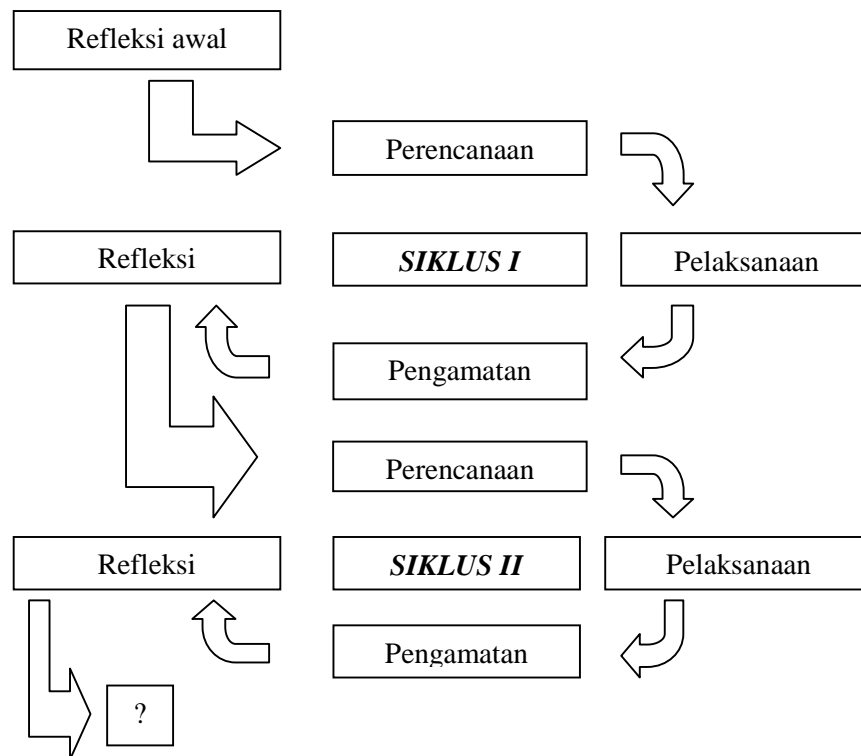 Refleksi awal
Perencanaan
Refleksi
SIKLUS I
Pelaksanaan
Pengamatan
Perencanaan
Refleksi
SIKLUS II
Pelaksanaan
Pengamatan
?